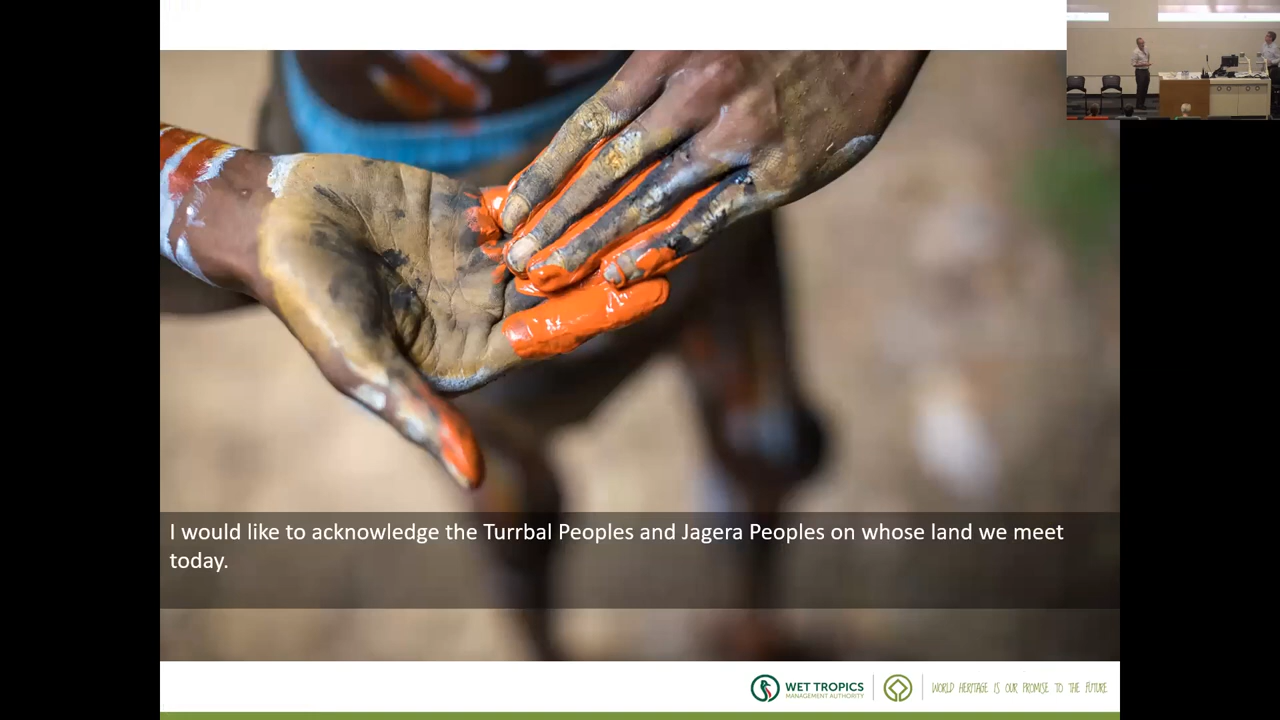 I would like to acknowledge the Turrbal Peoples and Jagera Peoples on whose land we meet
today.
WET TROPICS
MANAGEMENT AUTHORITY
WORLD HERITAGE IS OUR PROMISE TO THE FUTURE